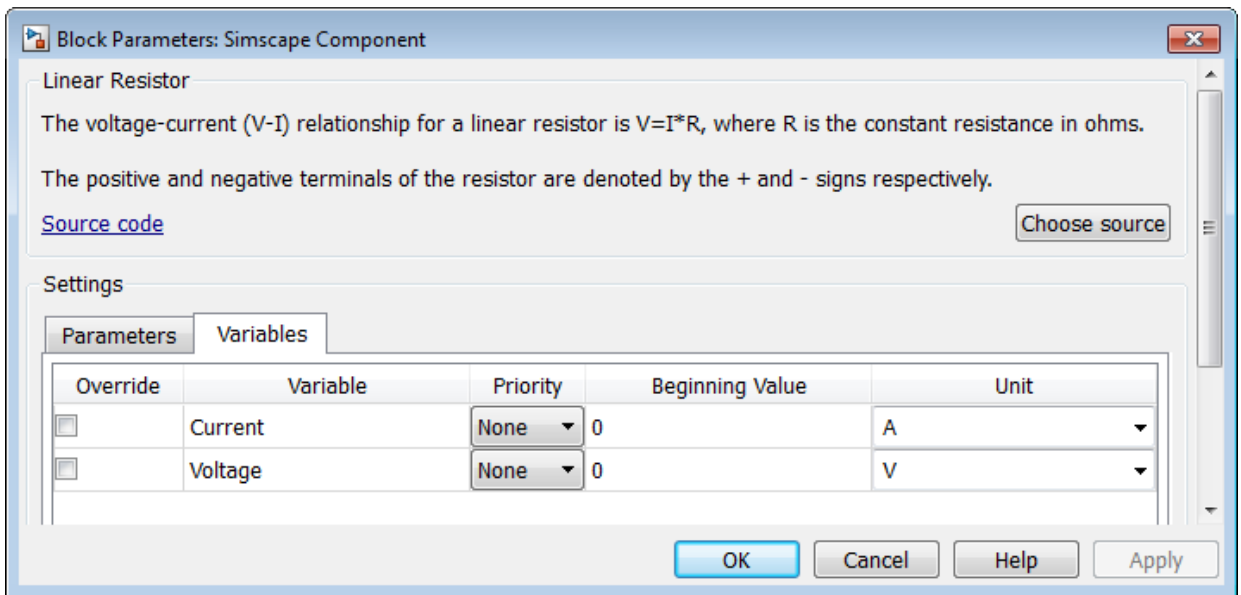 Block Parameters: Simscape Component
Linear Resistor
The voltage-current (V-I) relationship for a linear resistor is V=I*R, where R is the constant resistance in ohms.
The positive and negative terminals of the resistor are denoted by the + and - signs respectively.
Source code Choose source
Settings
Parameters Variables
Override Variable Priority Beginning Value Unit
Current None 0 A
Voltage None 0 V
OK Cancel Help Apply